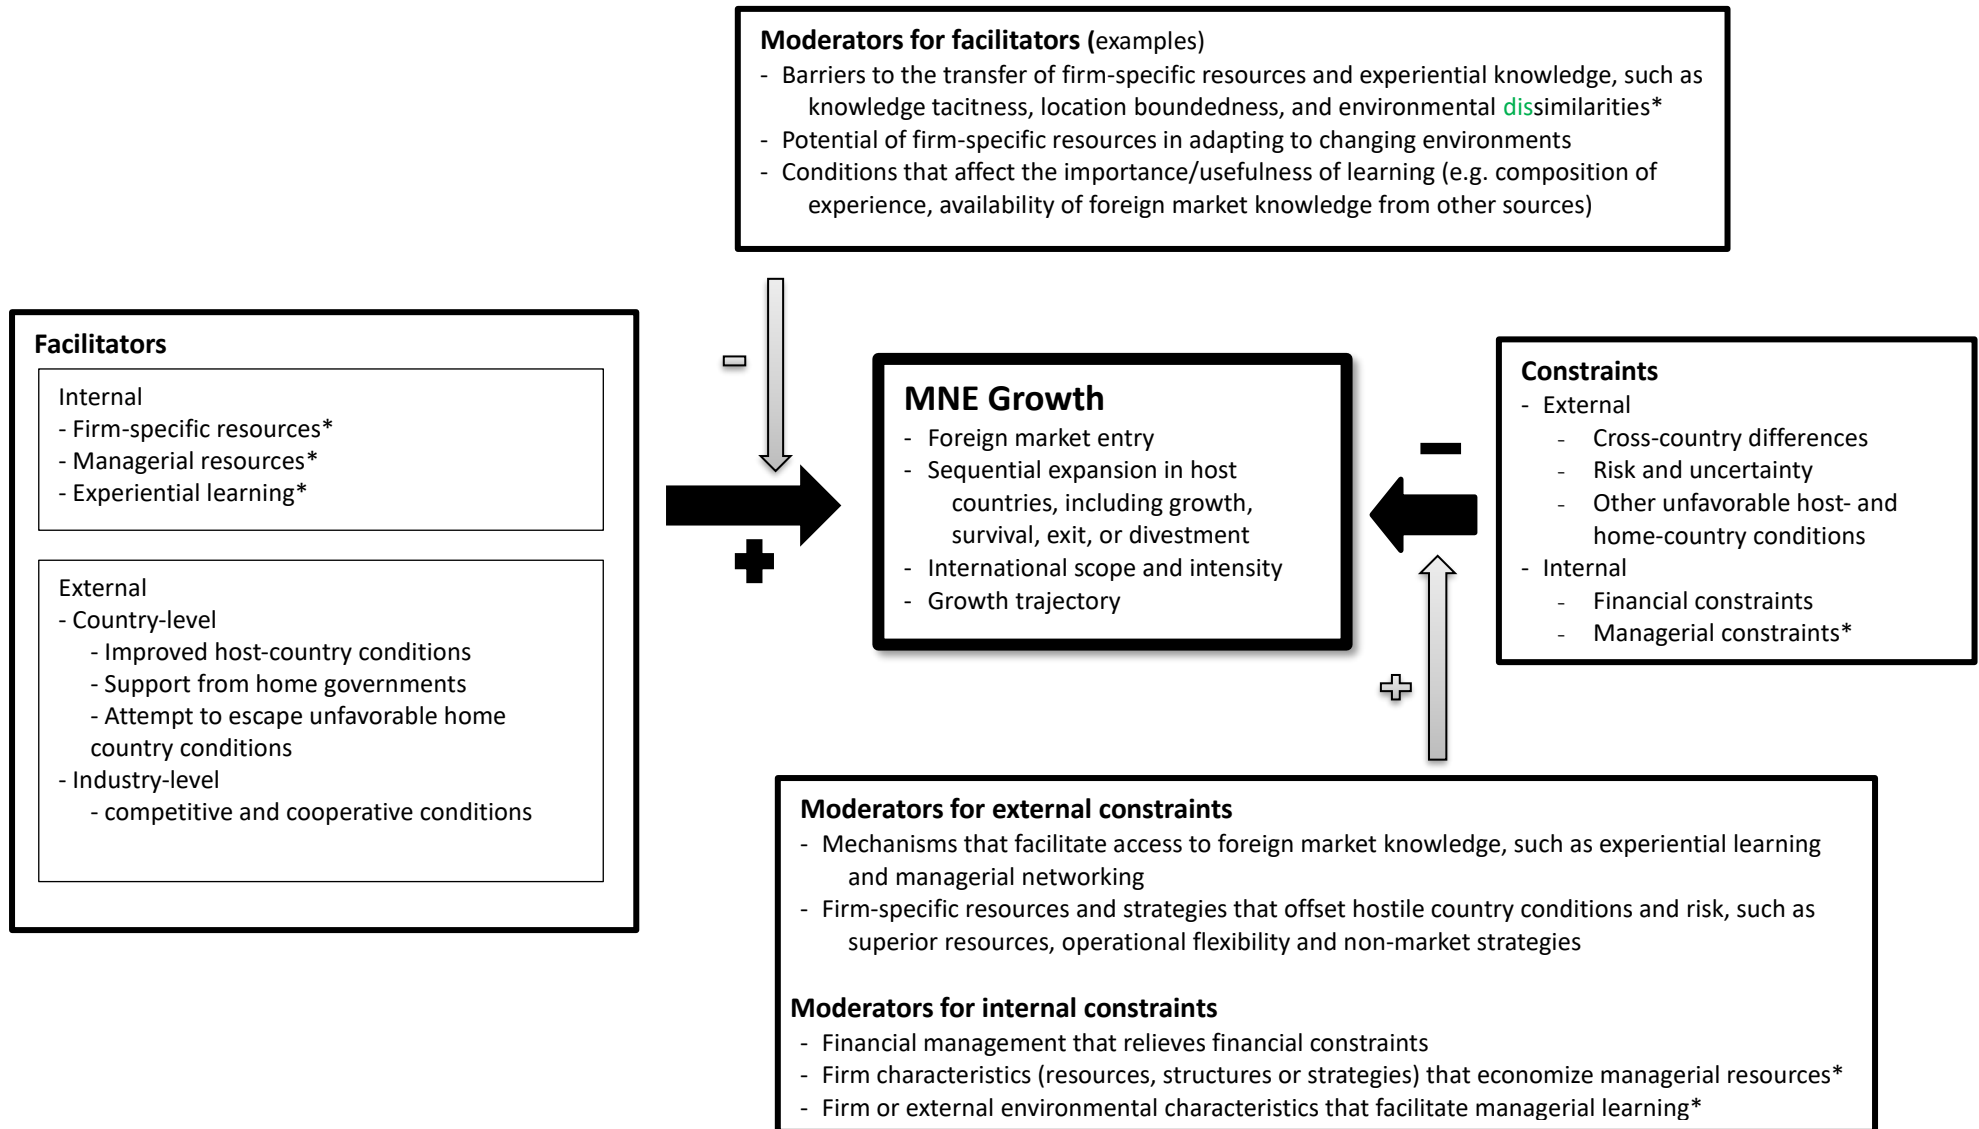 Moderators for facilitators (examples)
- Barriers to the transfer of firm-specific resources and experiential knowledge, such as
knowledge tacitness, location boundedness, and environmental dissimilarities*
- Potential of firm-specific resources in adapting to changing environments
- Conditions that affect the importance/usefulness of learning (e.g. composition of
experience, availability of foreign market knowledge from other sources)
Facilitators
Internal
- Firm-specific resources*
- Managerial resources*
- Experiential learning*
External
- Country-level
- Improved host-country conditions
- Support from home governments
- Attempt to escape unfavorable home
country conditions
- Industry-level
- competitive and cooperative conditions
MNE Growth
- Foreign market entry
- Sequential expansion in host
countries, including growth,
survival, exit, or divestment
- International scope and intensity
- Growth trajectory
Constraints
- External
- Cross-country differences
- Risk and uncertainty
- Other unfavorable host- and
home-country conditions
- Internal
- Financial constraints
- Managerial constraints*
Moderators for external constraints
- Mechanisms that facilitate access to foreign market knowledge, such as experiential learning
and managerial networking
- Firm-specific resources and strategies that offset hostile country conditions and risk, such as
superior resources, operational flexibility and non-market strategies
Moderators for internal constraints
- Financial management that relieves financial constraints
- Firm characteristics (resources, structures or strategies) that economize managerial resources*
- Firm or external environmental characteristics that facilitate managerial learning*